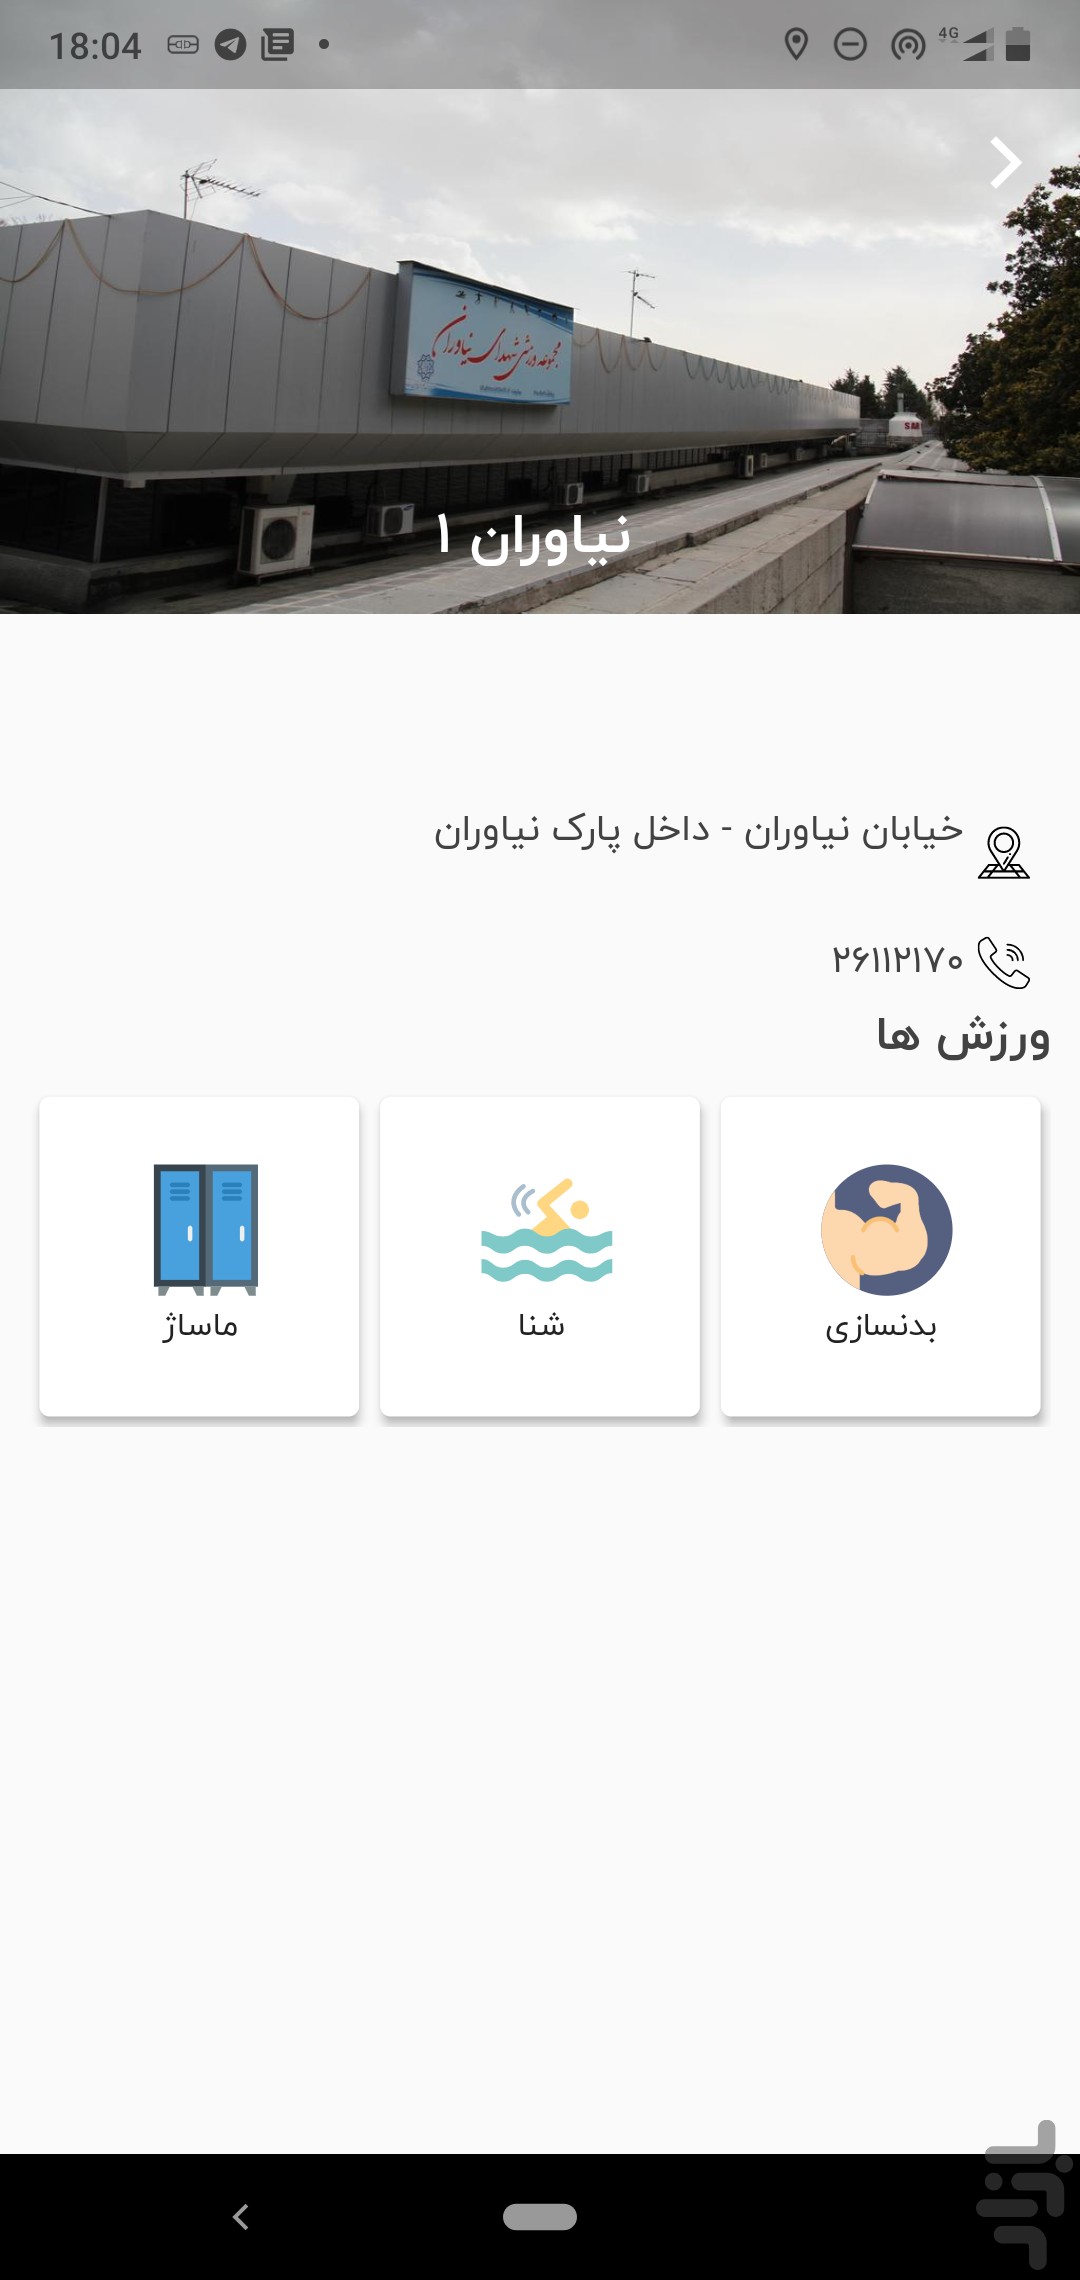 18:04
4G
مجموعه ورزشی شهدای نیاوران
نیاوران ۱
خیابان نیاوران - داخل پارک نیاوران
۲۶۱۱۲۱۷۰
ورزش ها
بدنسازی
شنا
ماساژ
بازار